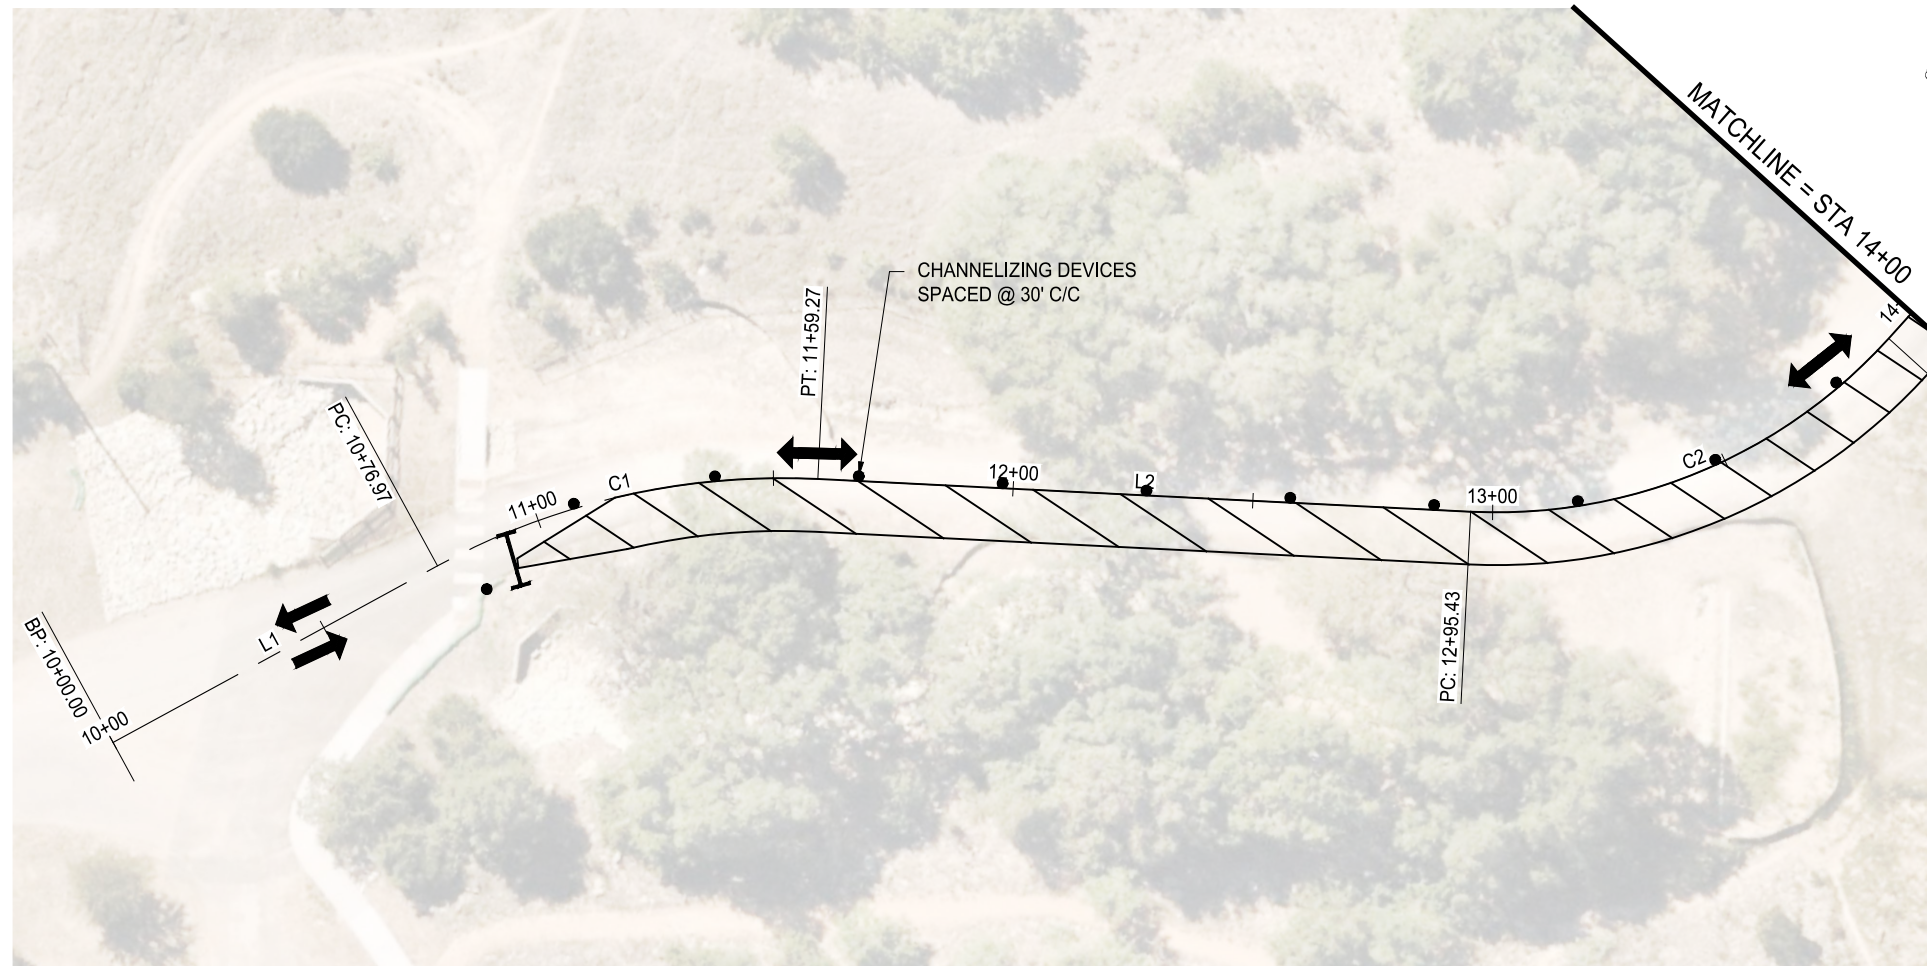 MATCHLINE = STA 14+00
14
CHANNELIZING DEVICES
SPACED @ 30' C/C
PT: 11+59.27
PC: 10+76.97
C1
11+00
12+00
L2
13+00
C2
PC: 12+95.43
L1
BP: 10+00.00
10+00